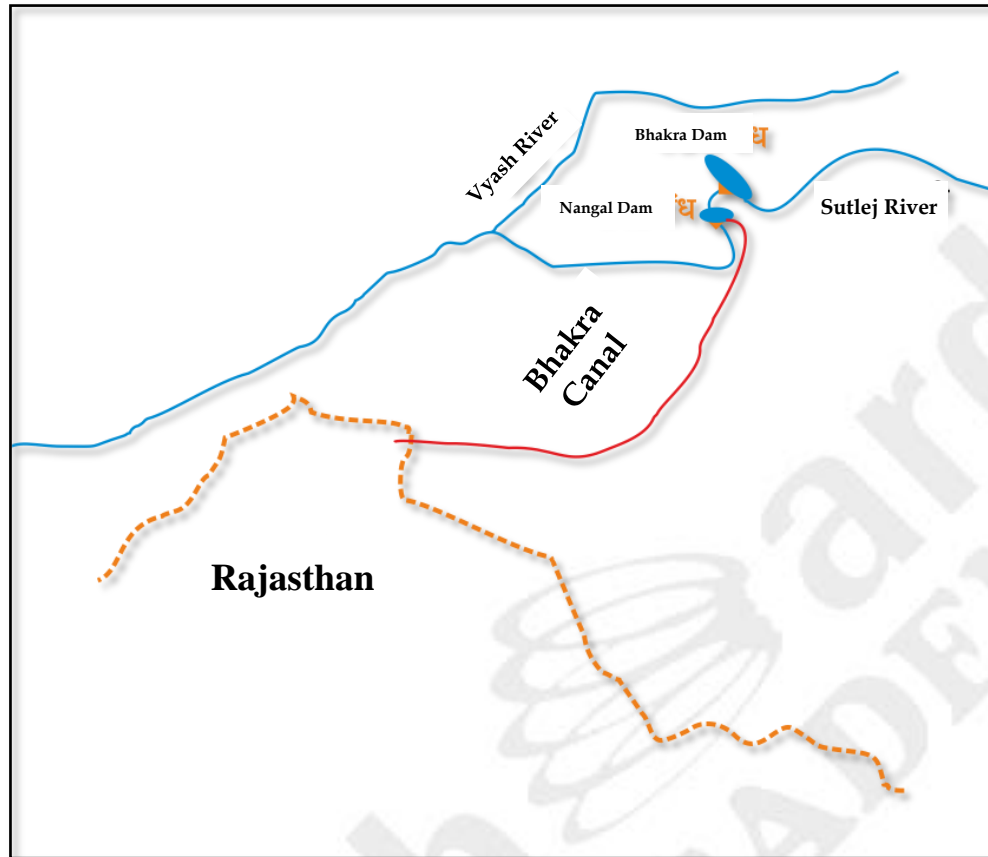 Vyash River
Bhakra Dam
ध
Nangal Dam
ंध
Sutlej River
Bhakra
Canal
Rajasthan